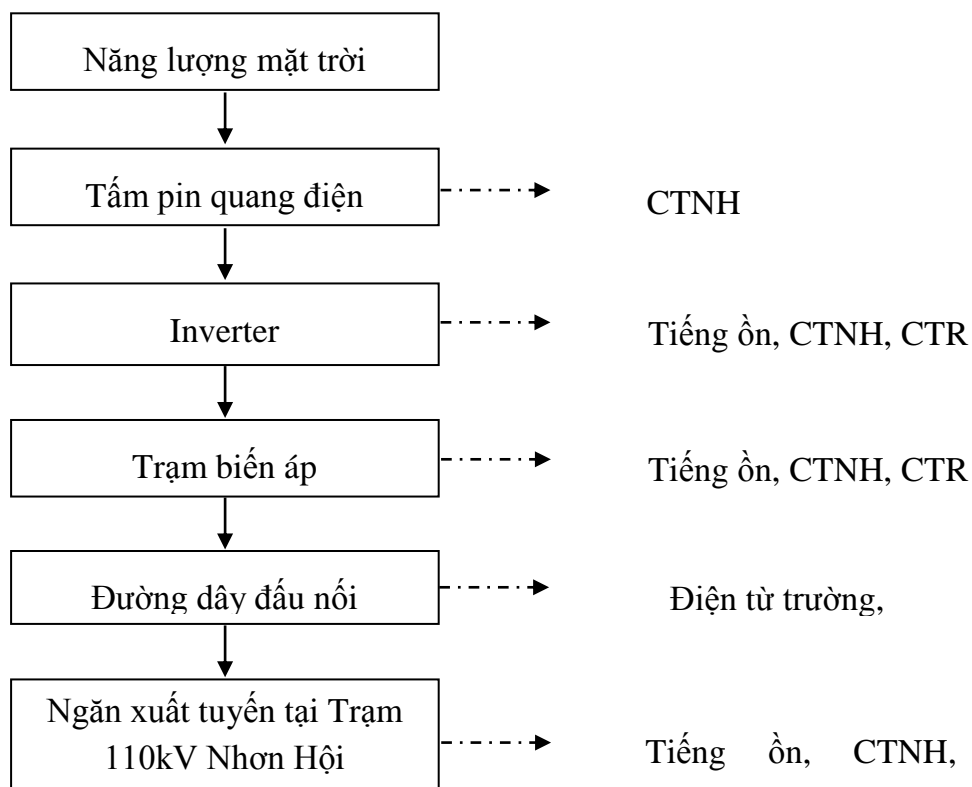 Năng lượng mặt trời
Tấm pin quang điện
CTNH
Inverter
Tiếng ồn, CTNH, CTR
Trạm biến áp
Tiếng ồn, CTNH, CTR
Đường dây đấu nối
Điện từ trường,
Ngăn xuất tuyến tại Trạm
110kV Nhơn Hội
Tiếng ồn, CTNH,